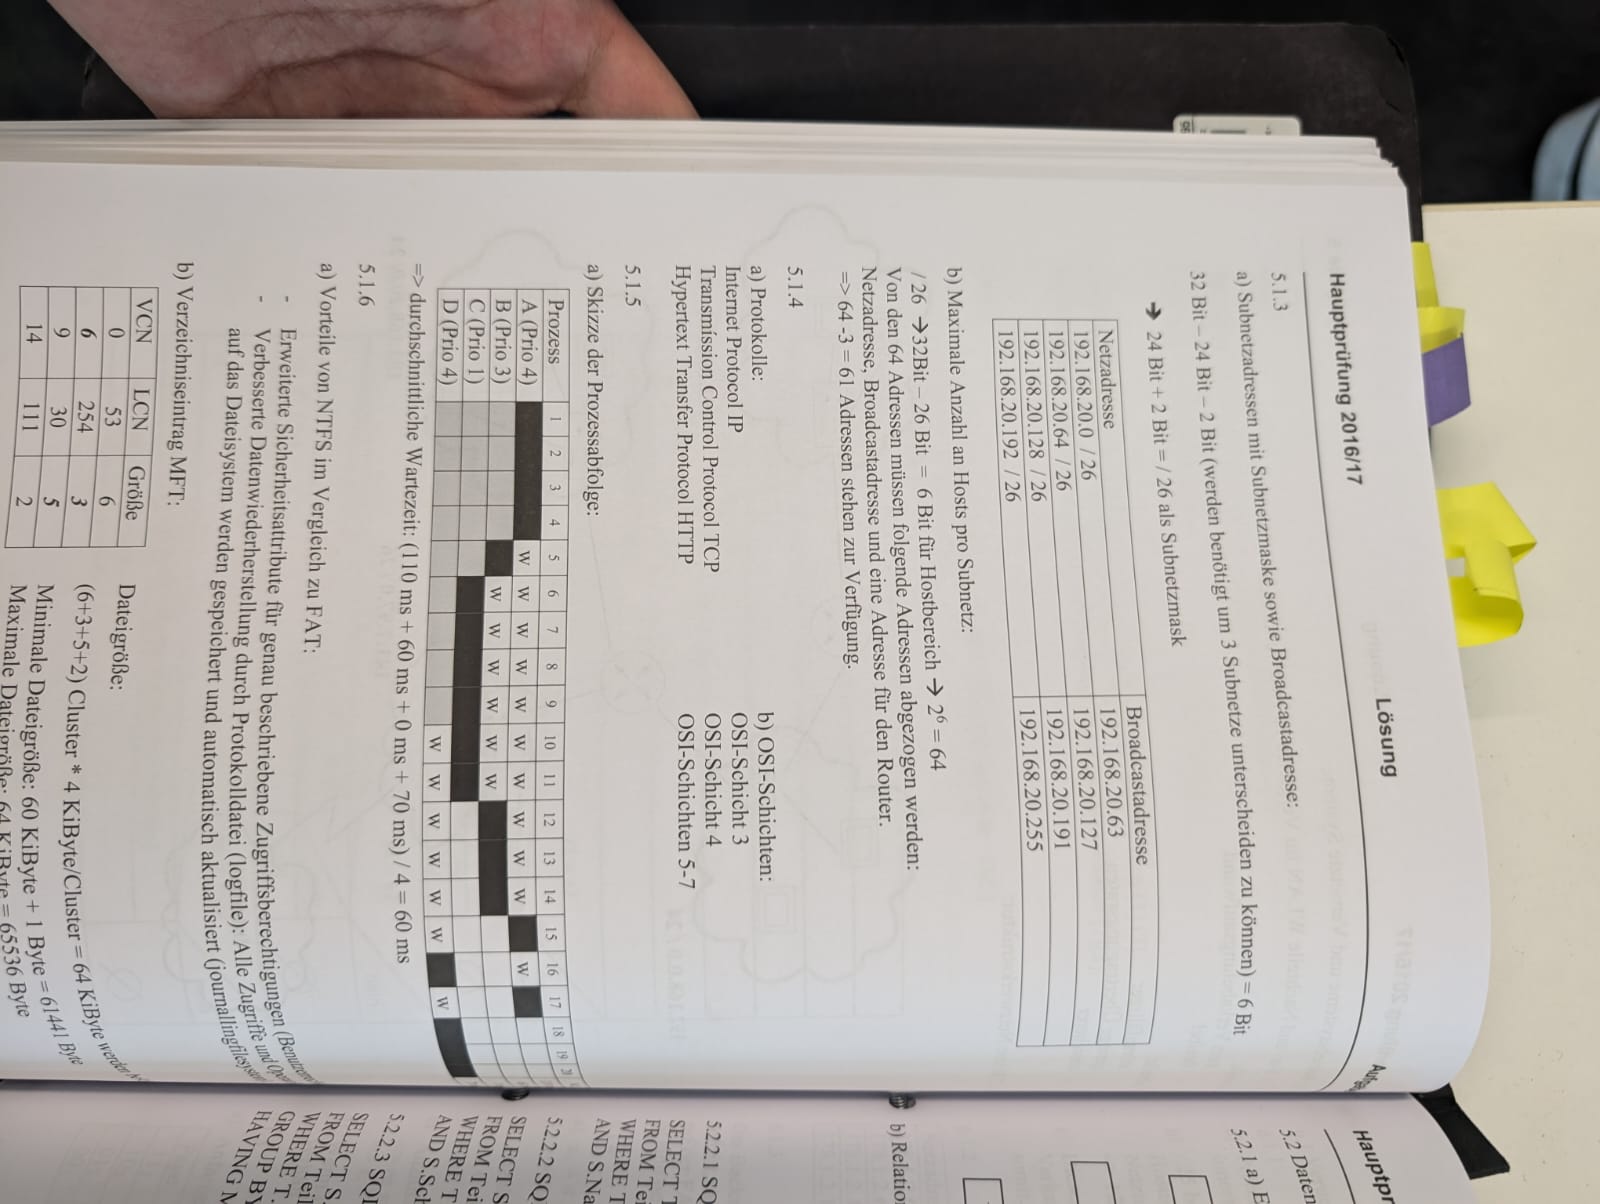 Hauptprüfung 2016/17
Lösung
5.1.3
a) Subnetzadressen mit Subnetzmaske sowie Broadcastadresse:
32 Bit – 24 Bit – 2 Bit (werden benötigt um 3 Subnetze unterscheiden zu können) = 6 Bit
➔ 24 Bit + 2 Bit = / 26 als Subnetzmask
Netzadresse Broadcastadresse
192.168.20.0 / 26 192.168.20.63
192.168.20.64 / 26 192.168.20.127
192.168.20.128 / 26 192.168.20.191
192.168.20.192 / 26 192.168.20.255
b) Maximale Anzahl an Hosts pro Subnetz:
/ 26 ➔32Bit – 26 Bit = 6 Bit für Hostbereich ➔ 2⁶ = 64
Von den 64 Adressen müssen folgende Adressen abgezogen werden:
Netzadresse, Broadcastadresse und eine Adresse für den Router.
=> 64 -3 = 61 Adressen stehen zur Verfügung.
5.1.4
a) Protokolle: b) OSI-Schichten:
Internet Protocol IP OSI-Schicht 3
Transmission Control Protocol TCP OSI-Schicht 4
Hypertext Transfer Protocol HTTP OSI-Schichten 5-7
5.1.5
a) Skizze der Prozessabfolge:
Prozess 1 2 3 4 5 6 7 8 9 10 11 12 13 14 15 16 17 18 19
A (Prio 4) W W W W W W W W W W W
B (Prio 3) W W W W W W
C (Prio 1)
D (Prio 4) W W W W W W W
=> durchschnittliche Wartezeit: (110 ms + 60 ms + 0 ms + 70 ms) / 4 = 60 ms
5.1.6
a) Vorteile von NTFS im Vergleich zu FAT:
- Erweiterte Sicherheitsattribute für genau beschriebene Zugriffsberechtigungen
- Verbesserte Datenwiederherstellung durch Protokolldatei (logfile): Alle Zugriffe und
auf das Dateisystem werden gespeichert und automatisch aktualisiert
b) Verzeichniseintrag MFT:
VCN LCN Größe
0 53 6
6 254 3
9 30 5
14 111 2
Dateigröße:
(6+3+5+2) Cluster * 4 KiByte/Cluster = 64 KiByte werden
Minimale Dateigröße: 60 KiByte + 1 Byte = 61441 Byte
Maximale Dateigröße: 64 KiByte = 65536 Byte
Hauptpr
5.2 Daten
5.2.1 a) E
b) Relatio
5.2.2.1 SQ
SELECT T
FROM Tei
WHERE T
AND S.Na
5.2.2.2 SQ
SELECT S
FROM Tei
WHERE T
AND S.Sch
5.2.2.3 SQL
SELECT S.
FROM Teil
WHERE T.
GROUP BY
HAVING M